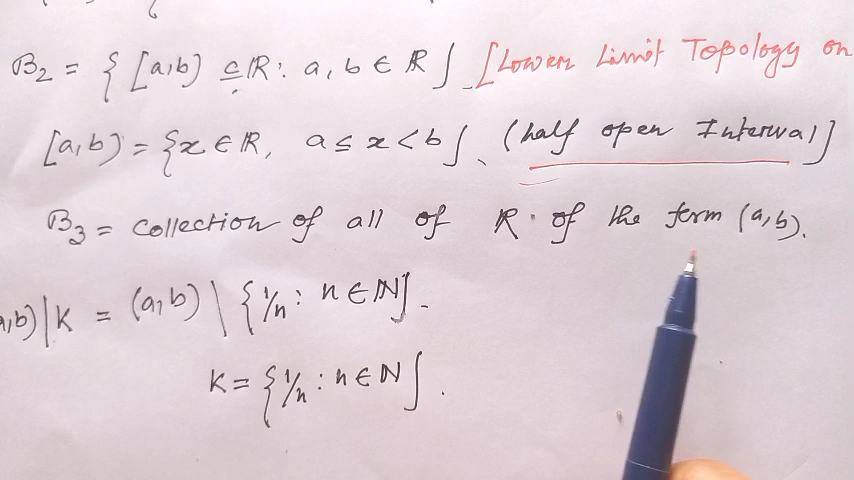 B₂ = { [a,b) ⊆ ℝ : a, b ∈ ℝ } [Lower Limit Topology on
[a,b) = {x ∈ ℝ, a ≤ x < b}, (half open Interval)]
B₃ = Collection of all of ℝ of the form (a,b).
a,b)|K = (a,b) \ {1/n : n ∈ ℕ}.
K = {1/n : n ∈ ℕ}.